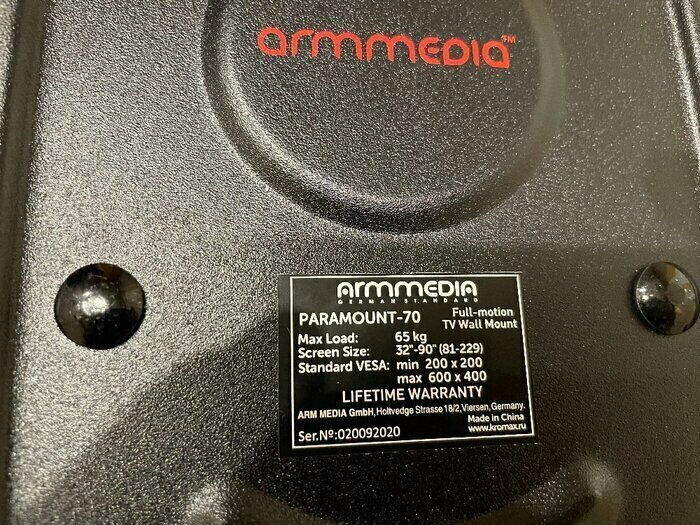 armmedia™
armmedia
GERMAN STANDARD
PARAMOUNT-70
Full-motion
TV Wall Mount
Max Load: 65 kg
Screen Size: 32"-90" (81-229)
Standard VESA: min 200 x 200
max 600 x 400
LIFETIME WARRANTY
ARM MEDIA GmbH, Holtvedge Strasse 18/2, Viersen, Germany.
Made in China
Ser.Nº:020092020
www.kromax.ru